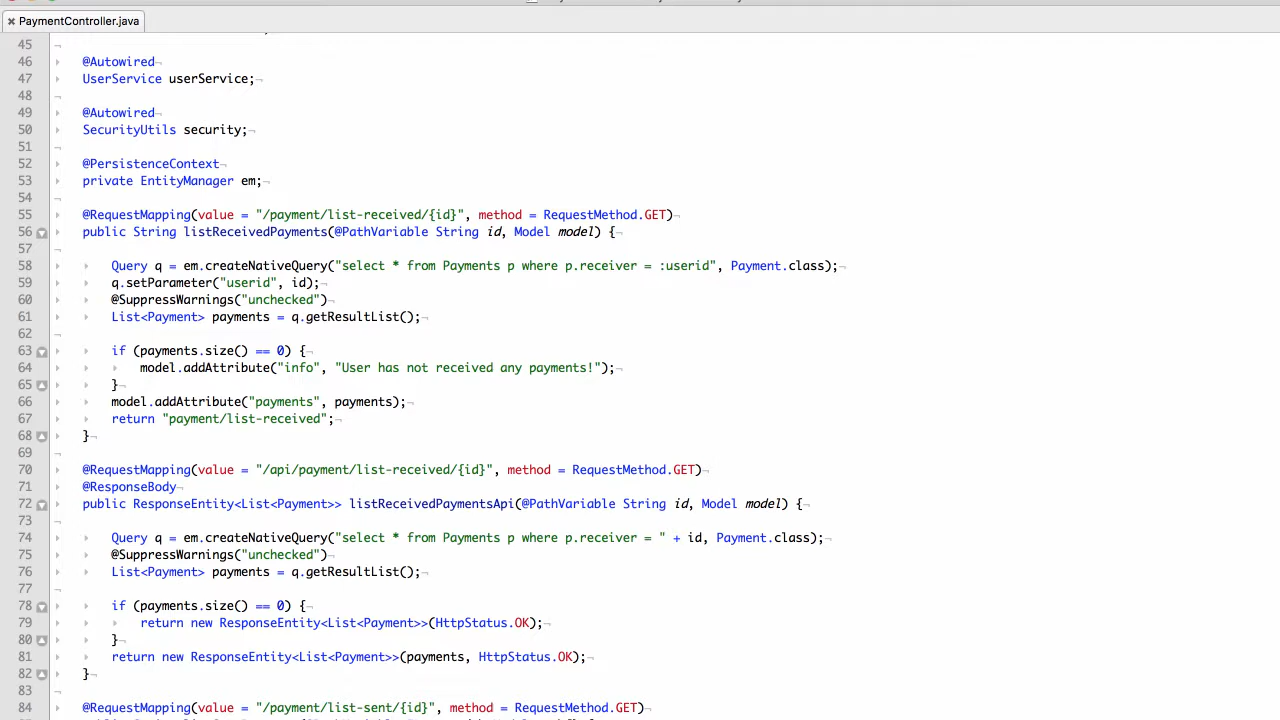 PaymentController.java
45
46 @Autowired
47 UserService userService;
48
49 @Autowired
50 SecurityUtils security;
51
52 @PersistenceContext
53 private EntityManager em;
54
55 @RequestMapping(value = "/payment/list-received/{id}", method = RequestMethod.GET)
56 public String listReceivedPayments(@PathVariable String id, Model model) {
57
58 Query q = em.createNativeQuery("select * from Payments p where p.receiver = :userid", Payment.class);
59 q.setParameter("userid", id);
60 @SuppressWarnings("unchecked")
61 List<Payment> payments = q.getResultList();
62
63 if (payments.size() == 0) {
64 model.addAttribute("info", "User has not received any payments!");
65 }
66 model.addAttribute("payments", payments);
67 return "payment/list-received";
68 }
69
70 @RequestMapping(value = "/api/payment/list-received/{id}", method = RequestMethod.GET)
71 @ResponseBody
72 public ResponseEntity<List<Payment>> listReceivedPaymentsApi(@PathVariable String id, Model model) {
73
74 Query q = em.createNativeQuery("select * from Payments p where p.receiver = " + id, Payment.class);
75 @SuppressWarnings("unchecked")
76 List<Payment> payments = q.getResultList();
77
78 if (payments.size() == 0) {
79 return new ResponseEntity<List<Payment>>(HttpStatus.OK);
80 }
81 return new ResponseEntity<List<Payment>>(payments, HttpStatus.OK);
82 }
83
84 @RequestMapping(value = "/payment/list-sent/{id}", method = RequestMethod.GET)